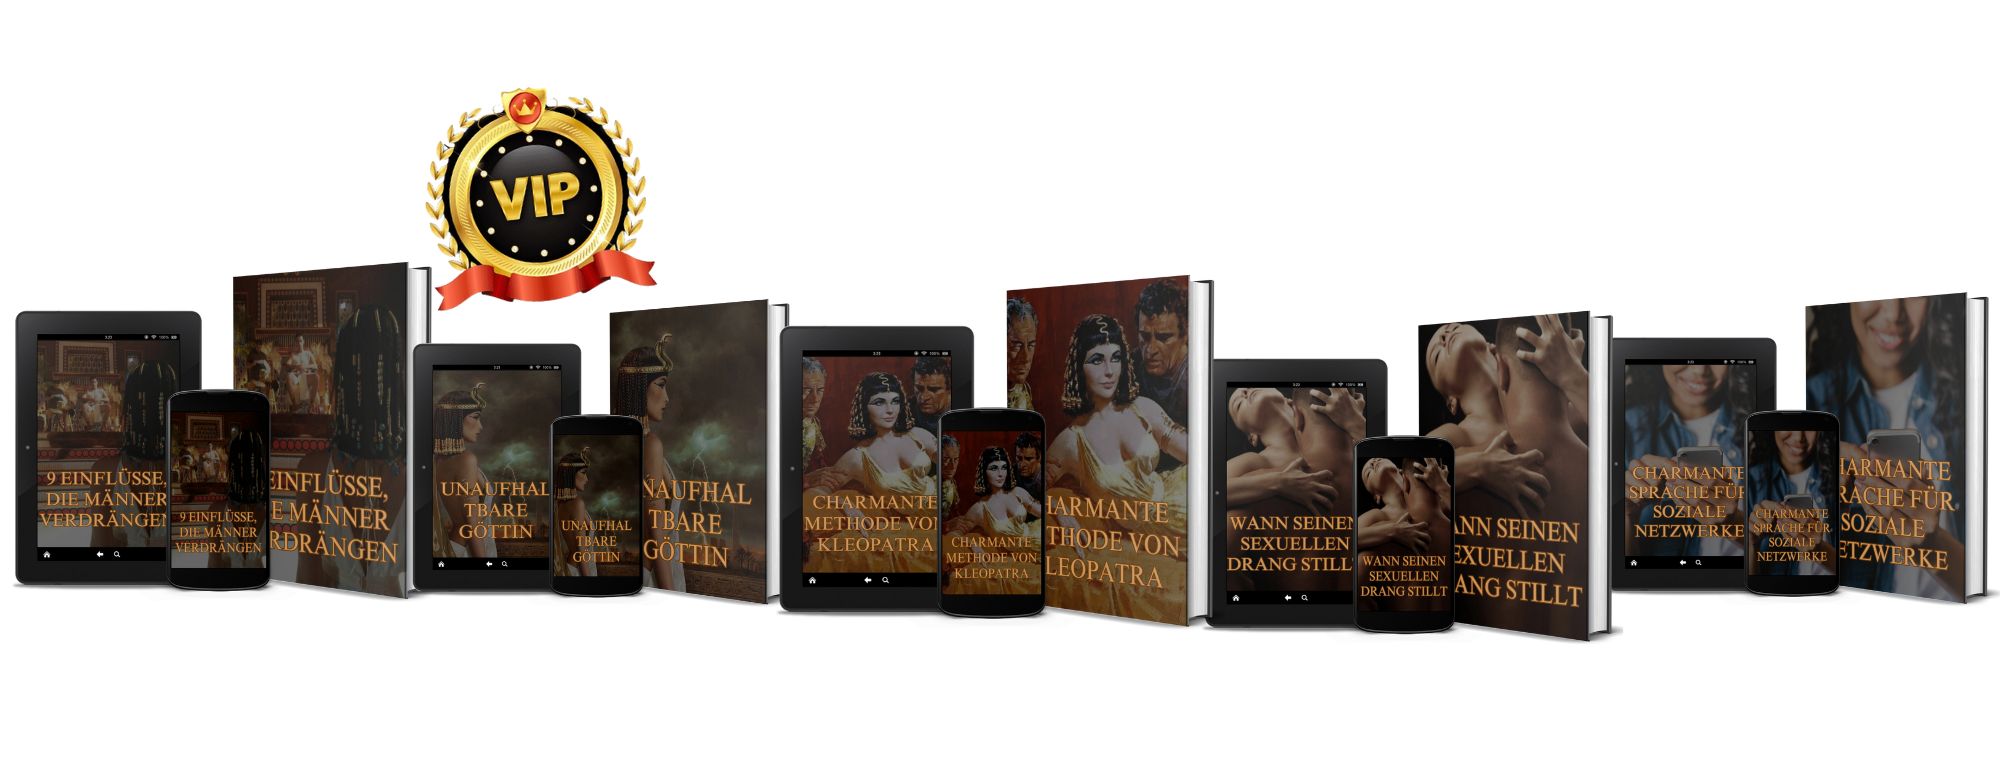 VIP
9 EINFLÜSSE,
DIE MÄNNER
VERDRÄNGEN
9 EINFLÜSSE,
DIE MÄNNER
VERDRÄNGEN
EINFLÜSSE,
E MÄNNER
RDRÄNGEN
UNAUFHAL
TBARE
GÖTTIN
UNAUFHAL
TBARE
GÖTTIN
NAUFHAL
TBARE
GÖTTIN
CHARMANTE
METHODE VON
KLEOPATRA
CHARMANTE
METHODE VON
KLEOPATRA
HARMANTE
THODE VON
LEOPATRA
WANN SEINEN
SEXUELLEN
DRANG STILLT
WANN SEINEN
SEXUELLEN
DRANG STILLT
ANN SEINEN
EXUELLEN
RANG STILLT
CHARMANTE
SPRACHE FÜR
SOZIALE
NETZWERKE
CHARMANTE
SPRACHE FÜR
SOZIALE
NETZWERKE
HARMANTE
RACHE FÜR
SOZIALE
ETZWERKE